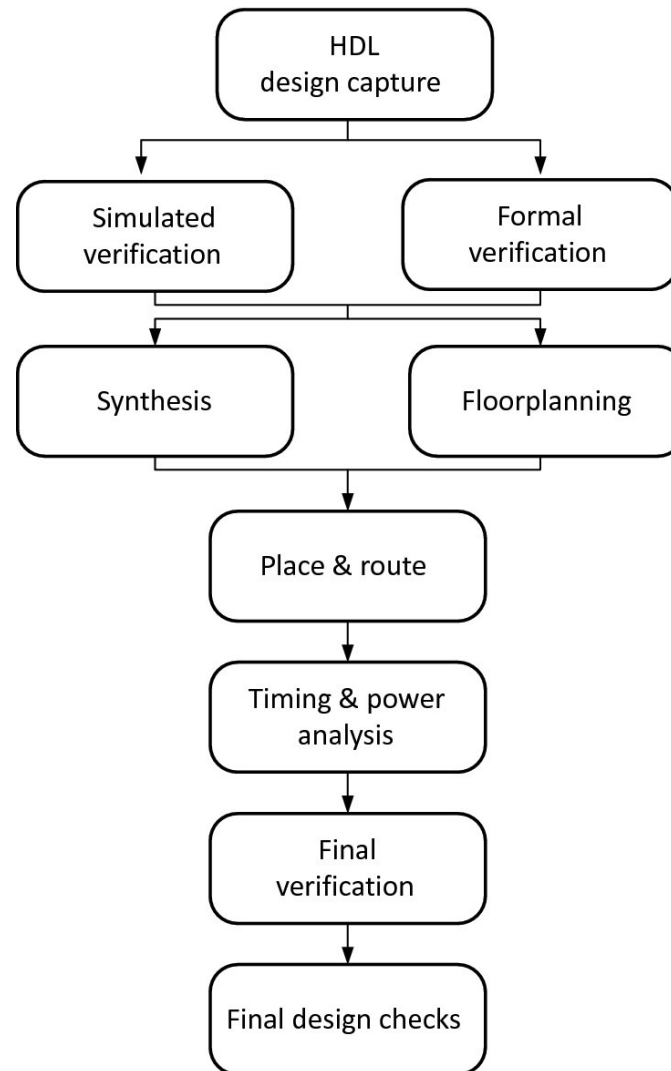 HDL
design capture
Simulated
verification
Formal
verification
Synthesis
Floorplanning
Place & route
Timing & power
analysis
Final
verification
Final design checks